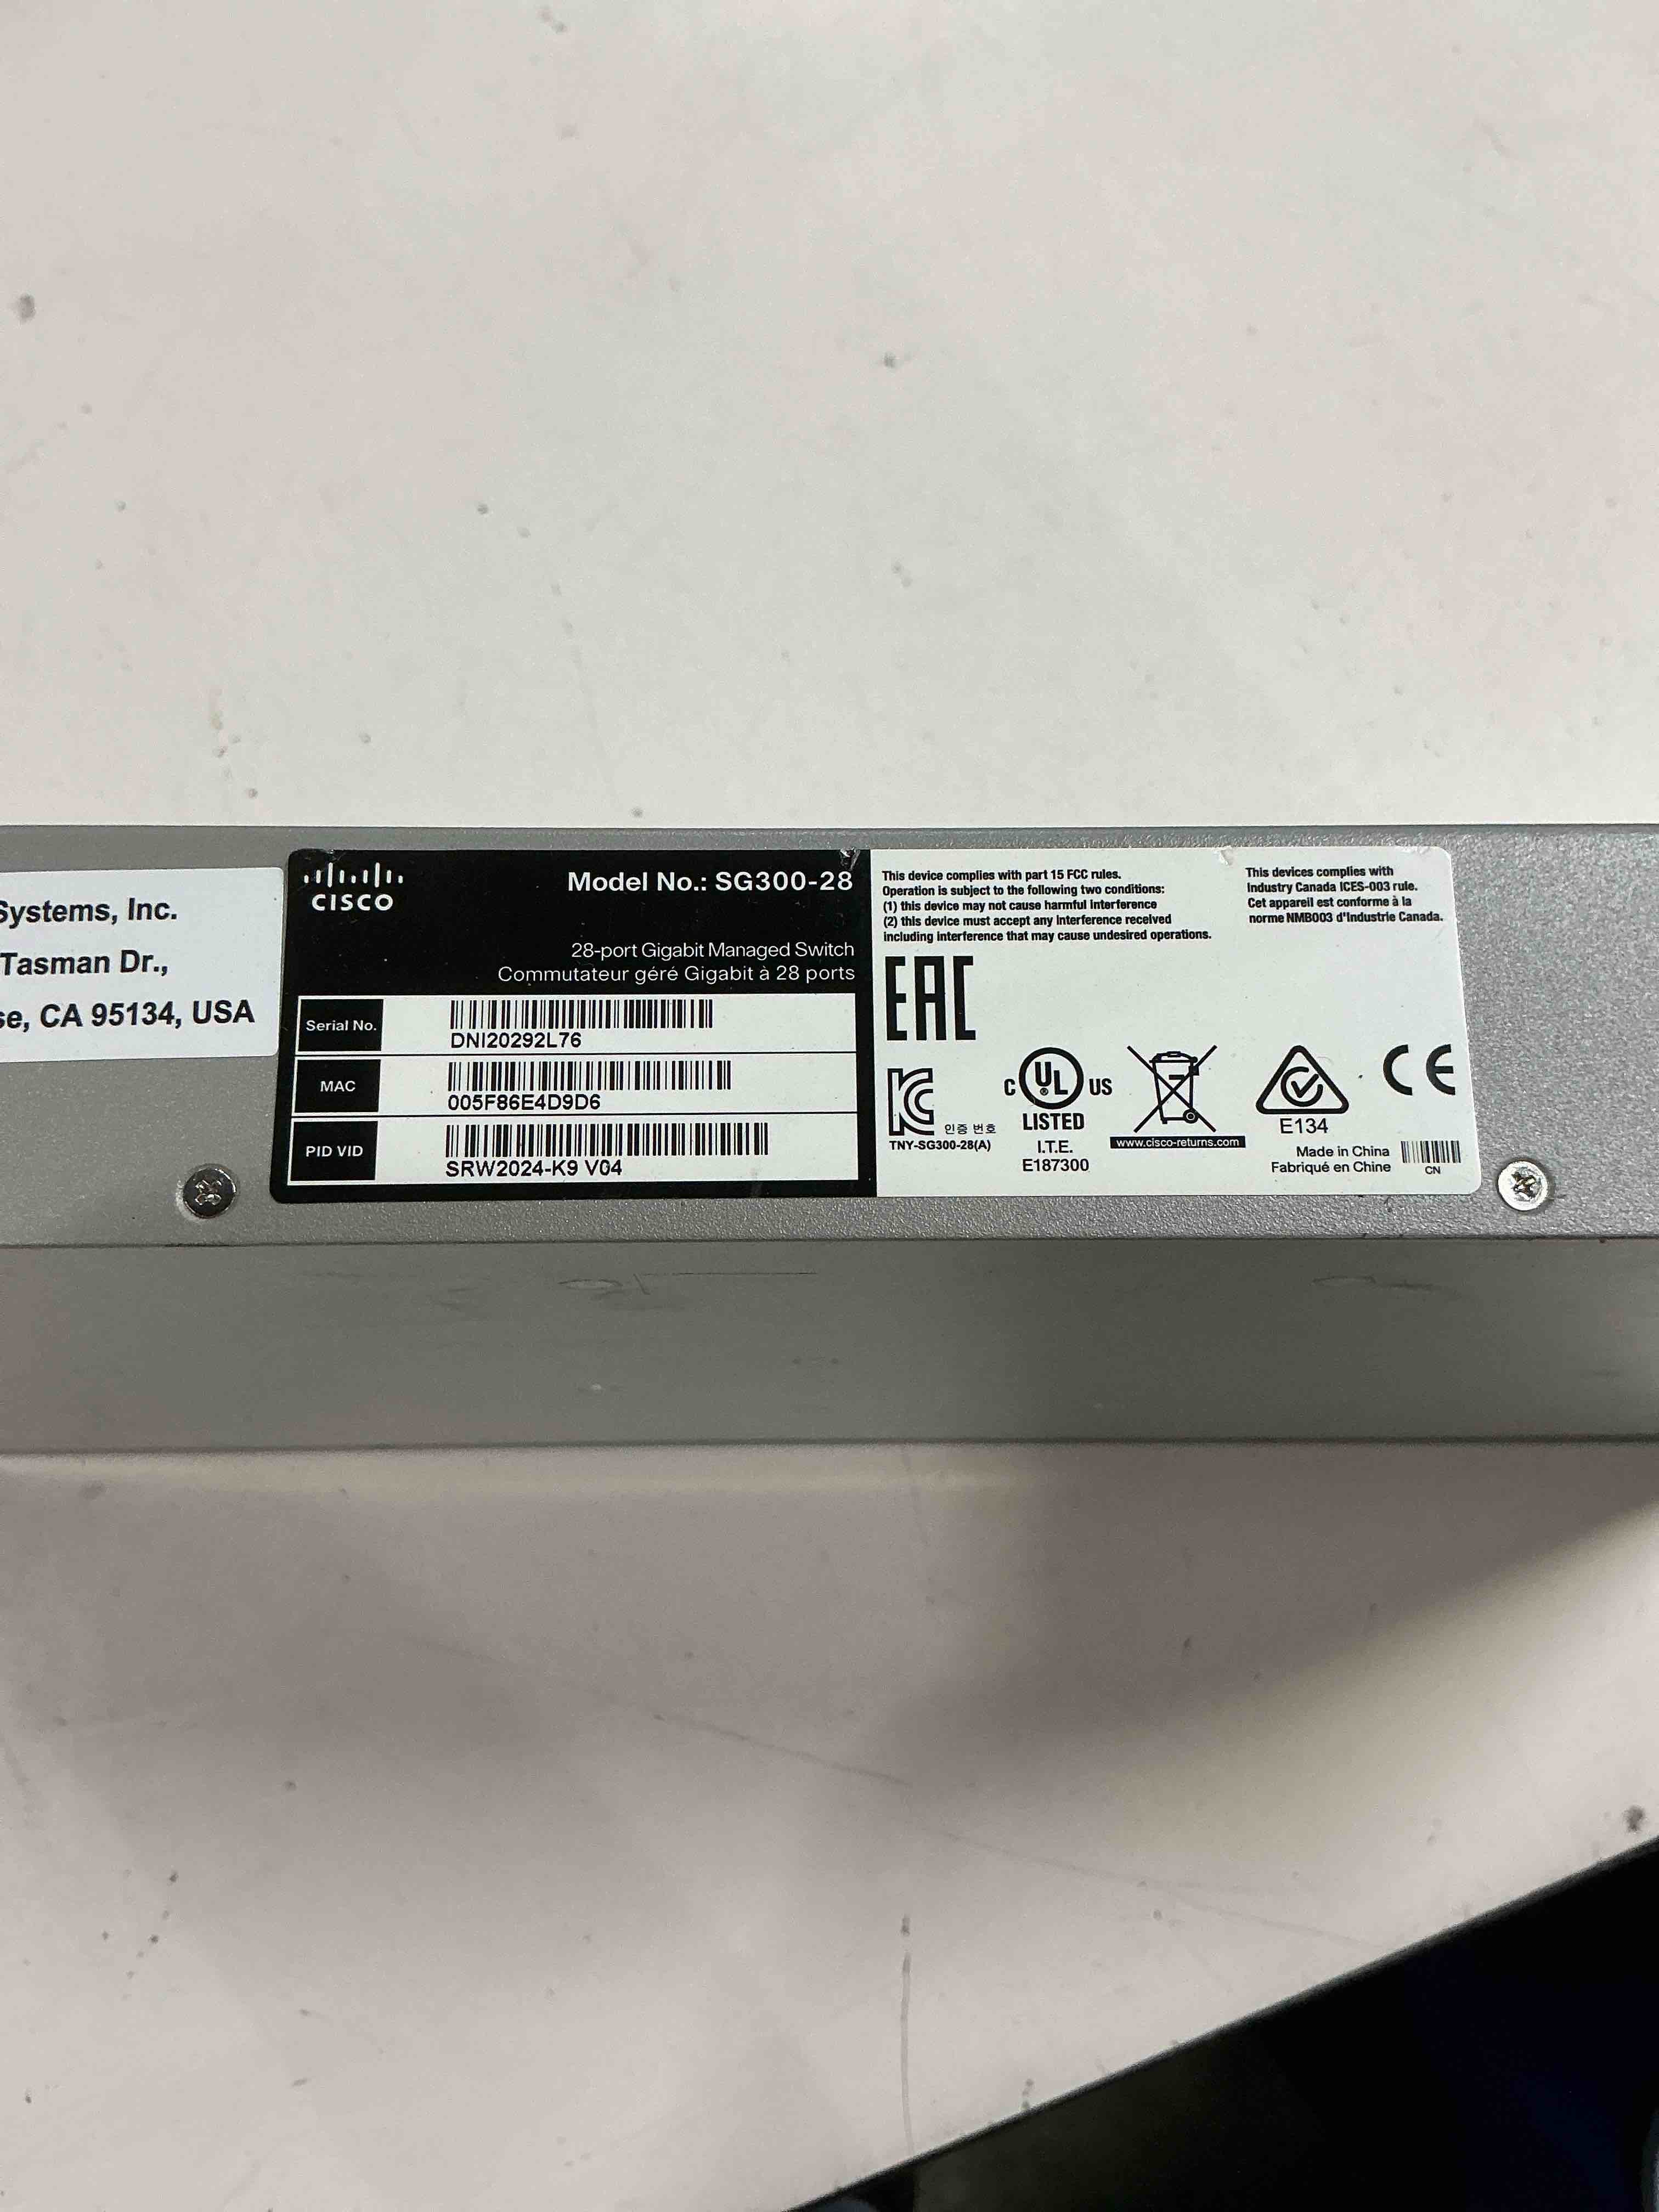 Systems, Inc.
Tasman Dr.,
se, CA 95134, USA
CISCO
Model No.: SG300-28
28-port Gigabit Managed Switch
Commutateur géré Gigabit à 28 ports
Serial No.
DNI20292L76
MAC
005F86E4D9D6
PID VID
SRW2024-K9 V04
This device complies with part 15 FCC rules.
Operation is subject to the following two conditions:
(1) this device may not cause harmful interference
(2) this device must accept any interference received
including interference that may cause undesired operations.
This devices complies with
Industry Canada ICES-003 rule.
Cet appareil est conforme à la
norme NMB003 d'Industrie Canada.
EAC
KC
인증 번호
TNY-SG300-28(A)
C UL US
LISTED
I.T.E.
E187300
www.cisco-returns.com
E134
CE
Made in China
Fabriqué en Chine
CN